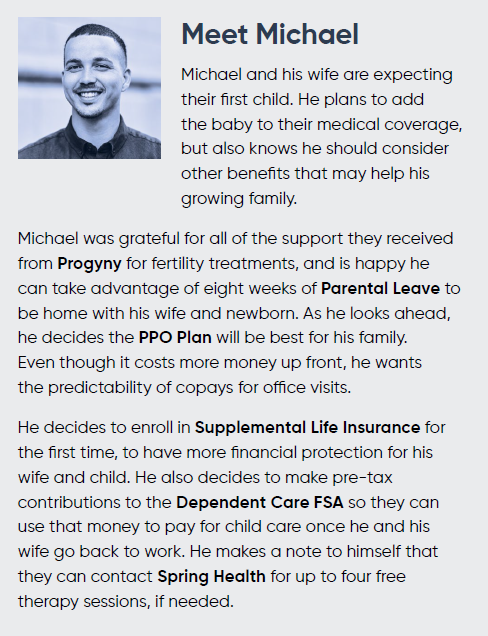 Meet Michael
Michael and his wife are expecting
their first child. He plans to add
the baby to their medical coverage,
but also knows he should consider
other benefits that may help his
growing family.
Michael was grateful for all of the support they received
from Progyny for fertility treatments, and is happy he
can take advantage of eight weeks of Parental Leave to
be home with his wife and newborn. As he looks ahead,
he decides the PPO Plan will be best for his family.
Even though it costs more money up front, he wants
the predictability of copays for office visits.
He decides to enroll in Supplemental Life Insurance for
the first time, to have more financial protection for his
wife and child. He also decides to make pre-tax
contributions to the Dependent Care FSA so they can
use that money to pay for child care once he and his
wife go back to work. He makes a note to himself that
they can contact Spring Health for up to four free
therapy sessions, if needed.